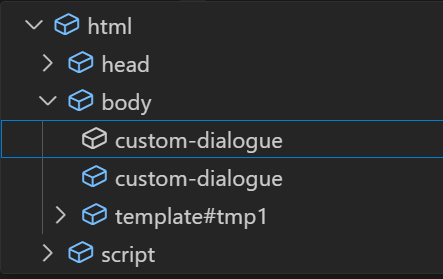 html
head
body
custom-dialogue
custom-dialogue
template#tmp1
script